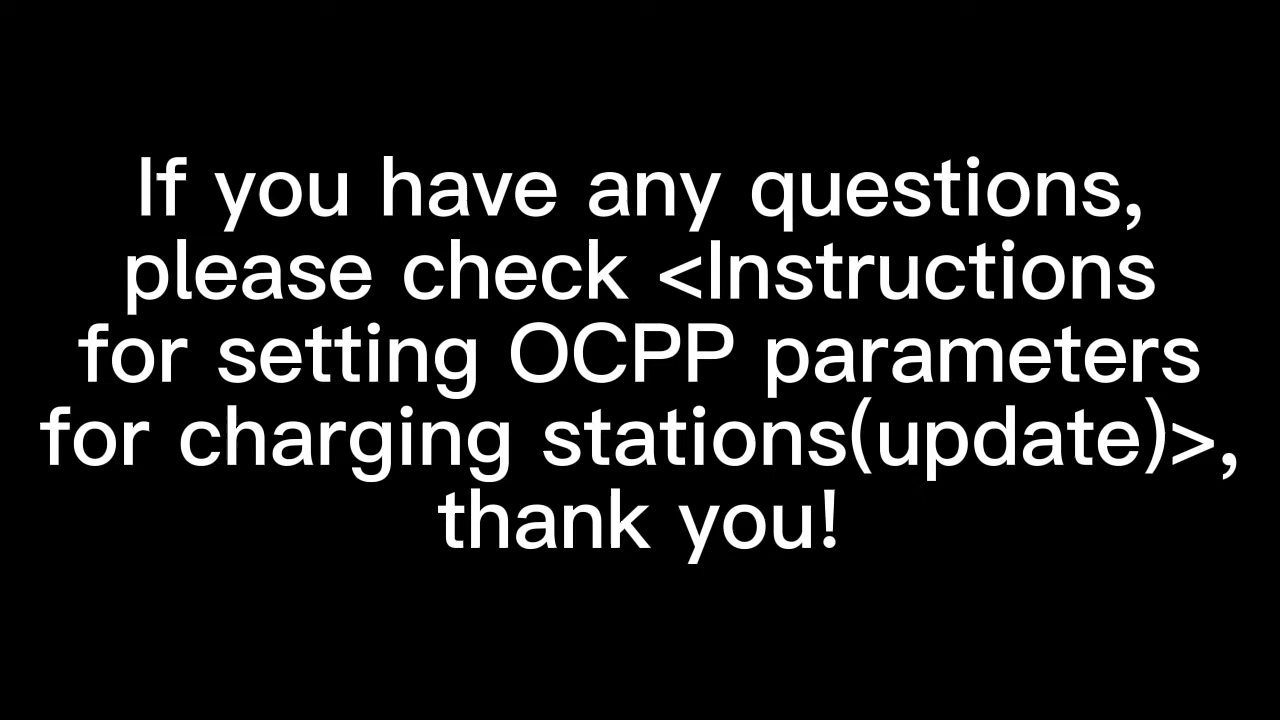 If you have any questions,
please check <Instructions
for setting OCPP parameters
for charging stations(update)>,
thank you!